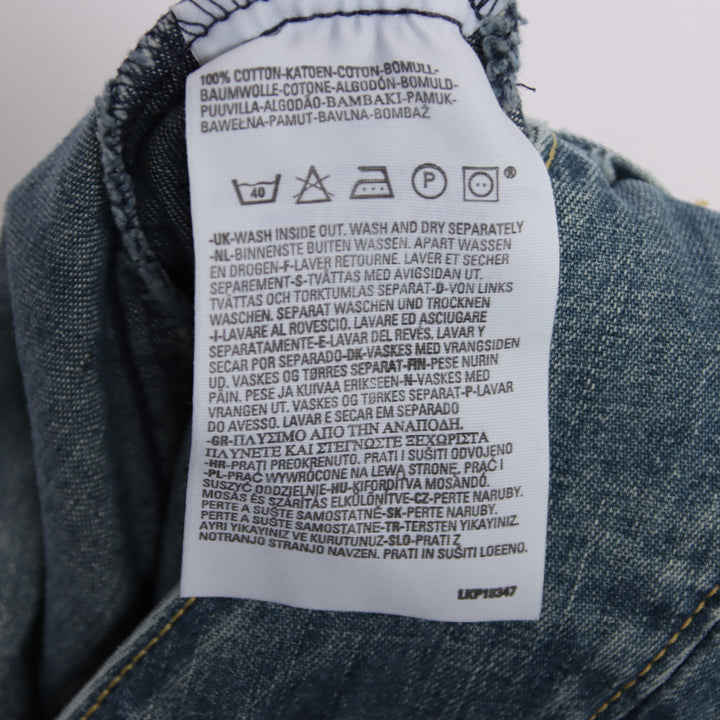 100% COTTON-KATOEN-COTON-BOMULL-
BAUMWOLLE-COTONE-ALGODÓN-BOMULD-
PUUVILLA-ALGODÃO-BAMBAKI-PAMUK-
BAWEŁNA-PAMUT-BAVLNA-BOMBAŽ
40 P ®
-UK-WASH INSIDE OUT. WASH AND DRY SEPARATELY
-NL-BINNENSTE BUITEN WASSEN. APART WASSEN
EN DROGEN-F-LAVER RETOURNE. LAVER ET SECHER
SEPAREMENT-S-TVÄTTAS MED AVIGSIDAN UT.
TVÄTTAS OCH TORKTUMLAS SEPARAT-D-VON LINKS
WASCHEN. SEPARAT WASCHEN UND TROCKNEN
-I-LAVARE AL ROVESCIO. LAVARE ED ASCIUGARE
SEPARATAMENTE-E-LAVAR DEL REVÉS. LAVAR Y
SECAR POR SEPARADO-DK-VASKES MED VRANGSIDEN
UD. VASKES OG TØRRES SEPARAT-FIN-PESE NURIN
PÄIN. PESE JA KUIVAA ERIKSEEN-N-VASKES MED
VRANGEN UT. VASKES OG TØRKES SEPARAT-P-LAVAR
DO AVESSO. LAVAR E SECAR EM SEPARADO
-GR-ΠΛΥΣΙΜΟ ΑΠΟ ΤΗΝ ΑΝΑΠΟΔΗ.
ΠΛΥΝΕΤΕ ΚΑΙ ΣΤΕΓΝΩΣΤΕ ΞΕΧΩΡΙΣΤΑ
-HR-PRATI PREOKRENUTO. PRATI I SUŠITI ODVOJENO
-PL-PRAĆ WYWRÓCONE NA LEWĄ STRONĘ. PRAĆ I
SUSZYĆ ODDZIELNIE-HU-KIFORDÍTVA MOSANDÓ.
MOSÁS ÉS SZÁRÍTÁS ELKÜLÖNÍTVE-CZ-PERTE NARUBY.
PERTE A SUŠTE SAMOSTATNĚ-SK-PERTE NARUBY.
PERTE A SUŠTE SAMOSTATNE-TR-TERSTEN YIKAYINIZ.
AYRI YIKAYINIZ VE KURUTUNUZ-SLO-PRATI Z
NOTRANJO STRANJO NAVZEN. PRATI IN SUŠITI LOEENO.
LKP18347